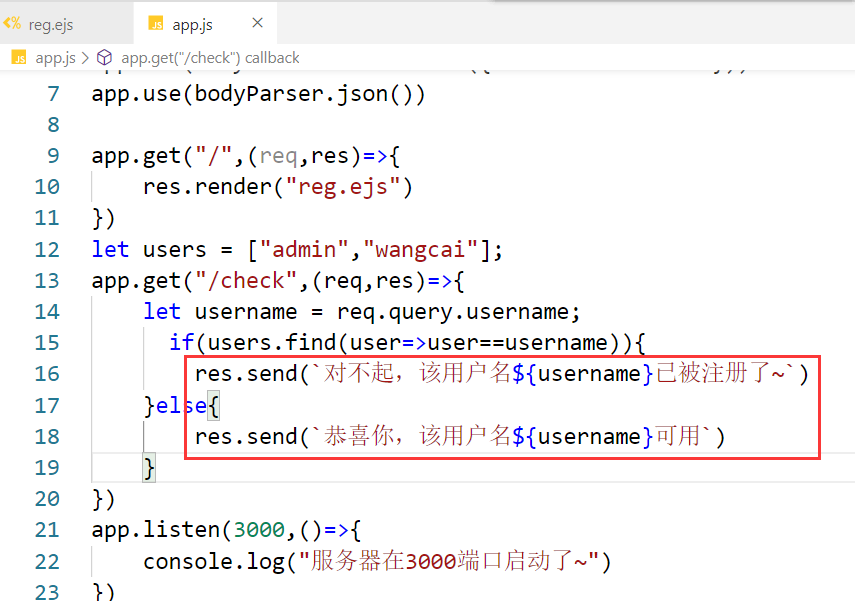 reg.ejs
app.js
app.js > app.get("/check") callback
7 app.use(bodyParser.json())
8
9 app.get("/",(req,res)=>{
10 res.render("reg.ejs")
11 })
12 let users = ["admin","wangcai"];
13 app.get("/check",(req,res)=>{
14 let username = req.query.username;
15 if(users.find(user=>user==username)){
16 res.send(`对不起，该用户名${username}已被注册了~`)
17 }else{
18 res.send(`恭喜你，该用户名${username}可用`)
19 }
20 })
21 app.listen(3000,()=>{
22 console.log("服务器在3000端口启动了~")
23 })